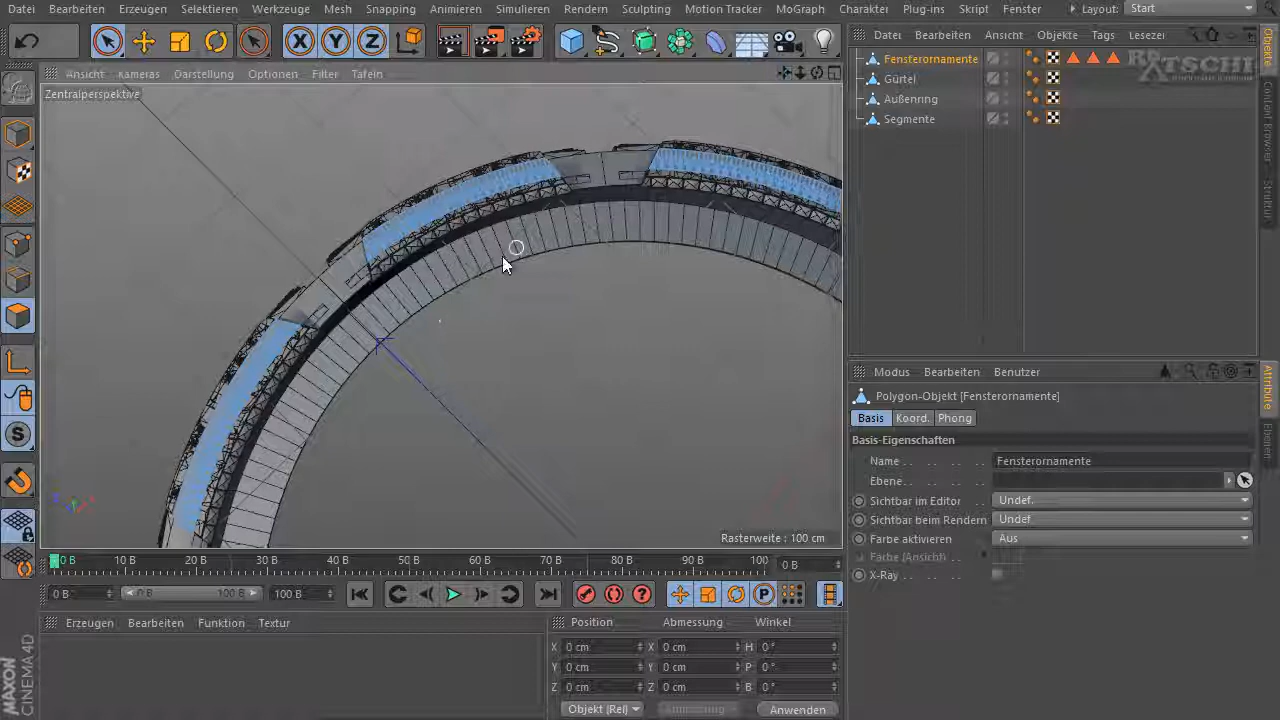 Datei Bearbeiten Erzeugen Selektieren Werkzeuge Mesh Snapping Animieren Simulieren Rendern Sculpting Motion Tracker MoGraph Charakter Plug-ins Skript Fenster Layout: Start
Ansicht Kameras Darstellung Optionen Filter Tafeln
Zentralperspektive
Datei Bearbeiten Ansicht Objekte Tags Lesezei
Fensterornamente
Gürtel
Außenring
Segmente
Objekte
Content Browser
Struktur
Modus Bearbeiten Benutzer
Polygon-Objekt [Fensterornamente]
Basis Koord. Phong
Basis-Eigenschaften
Name Fensterornamente
Ebene
Sichtbar im Editor Undef.
Sichtbar beim Rendern Undef.
Farbe aktivieren Aus
Farbe (Ansicht)
X-Ray
Attribute
Ebenen
Rasterweite : 100 cm
0 B 10 B 20 B 30 B 40 B 50 B 60 B 70 B 80 B 90 B 100 0 B
0 B 0 B 100 B 100 B
Erzeugen Bearbeiten Funktion Textur
Position Abmessung Winkel
X 0 cm X 0 cm H 0 °
Y 0 cm Y 0 cm P 0 °
Z 0 cm Z 0 cm B 0 °
Objekt (Rel) Abmessung Anwenden
MAXON
CINEMA 4D